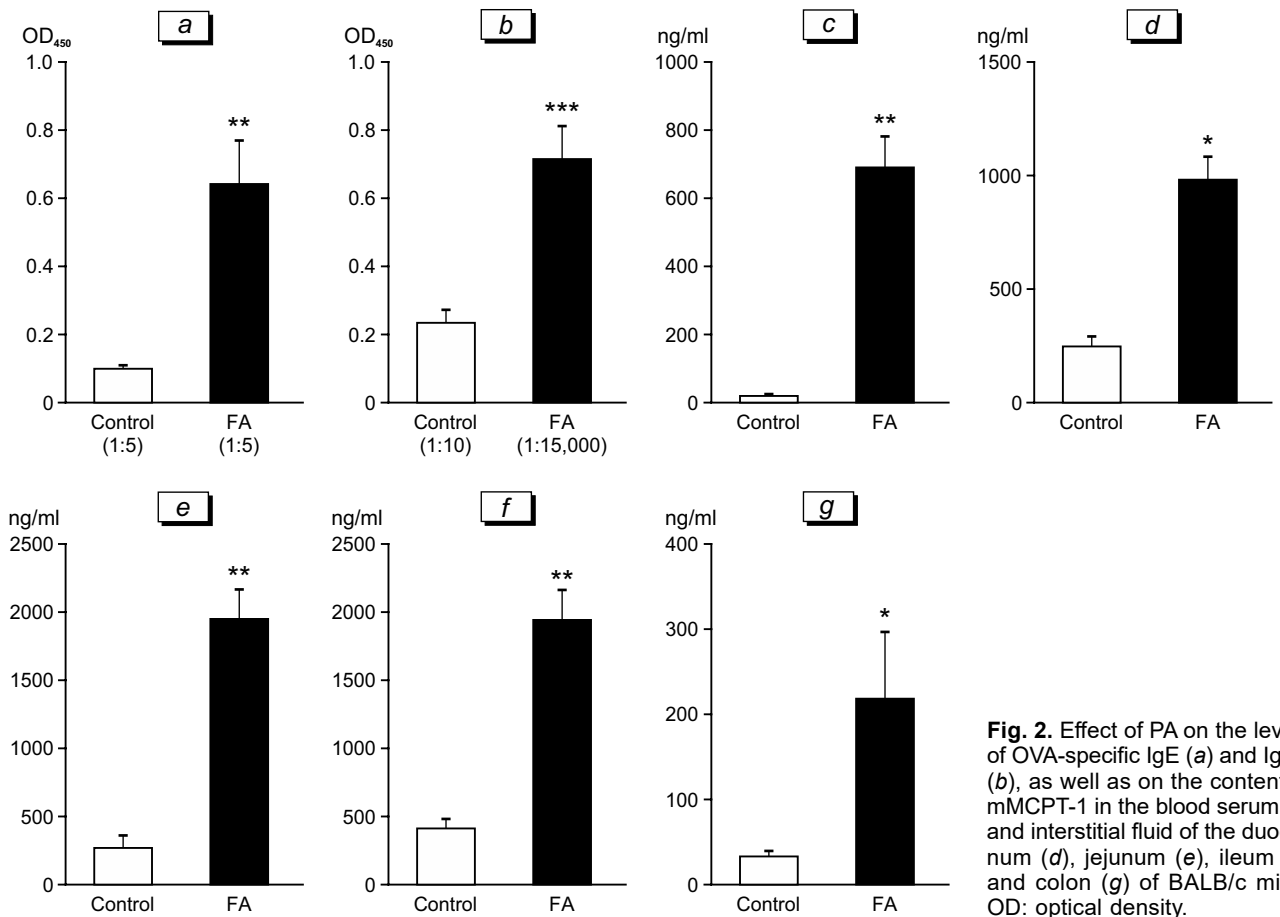 a
OD450
1.0
0.8
0.6
0.4
0.2
0
**
Control
(1:5)
FA
(1:5)
b
OD450
1.0
0.8
0.6
0.4
0.2
0
***
Control
(1:10)
FA
(1:15,000)
c
ng/ml
1000
800
600
400
200
0
**
Control
FA
d
ng/ml
1500
1000
500
0
*
Control
FA
e
ng/ml
2500
2000
1500
1000
500
0
**
Control
FA
f
ng/ml
2500
2000
1500
1000
500
0
**
Control
FA
g
ng/ml
400
300
200
100
0
*
Control
FA
Fig. 2. Effect of PA on the lev
of OVA-specific IgE (a) and Ig
(b), as well as on the content
mMCPT-1 in the blood serum
and interstitial fluid of the duo
num (d), jejunum (e), ileum
and colon (g) of BALB/c mi
OD: optical density.